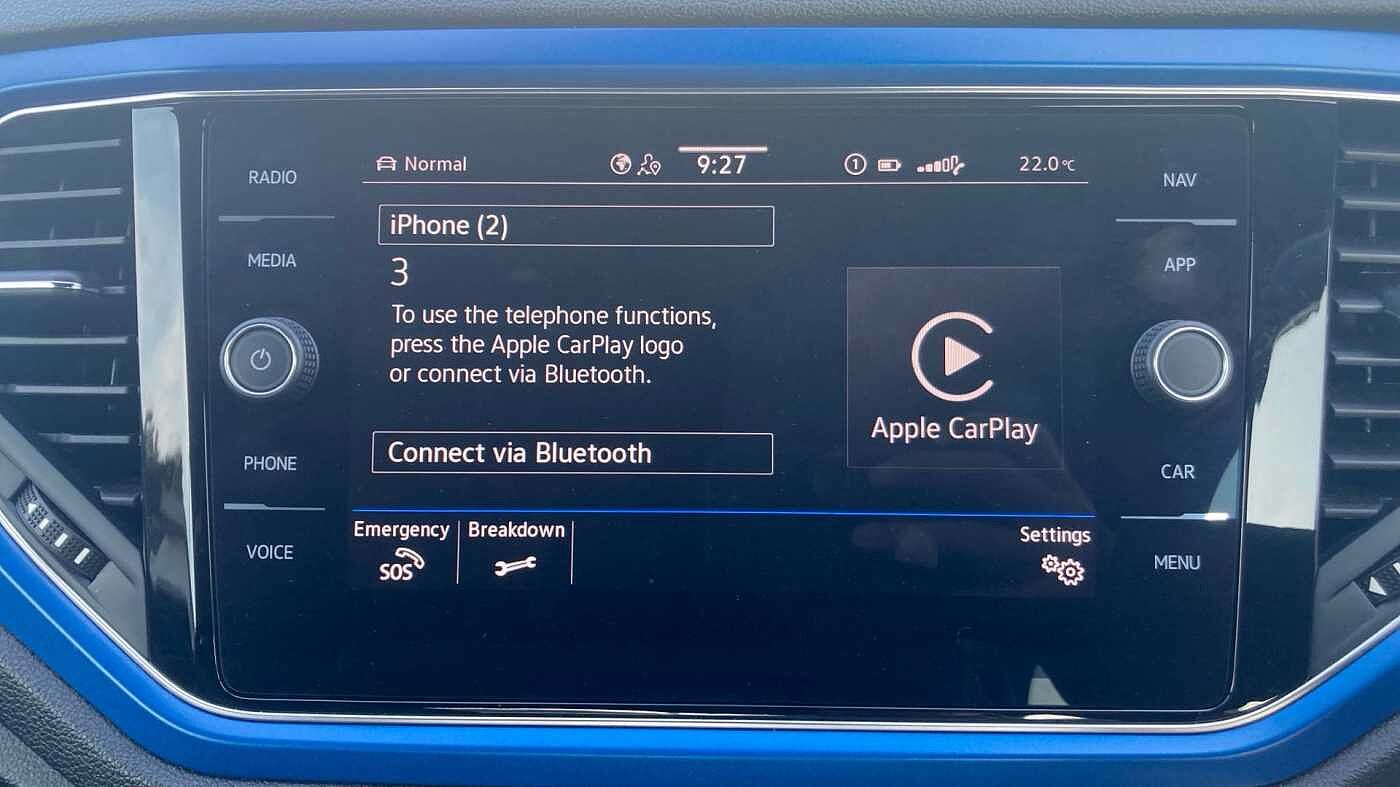 RADIO
MEDIA
PHONE
VOICE
Normal
9:27
1
22.0°C
iPhone (2)
3
To use the telephone functions,
press the Apple CarPlay logo
or connect via Bluetooth.
Connect via Bluetooth
Apple CarPlay
Emergency
SOS
Breakdown
Settings
NAV
APP
CAR
MENU